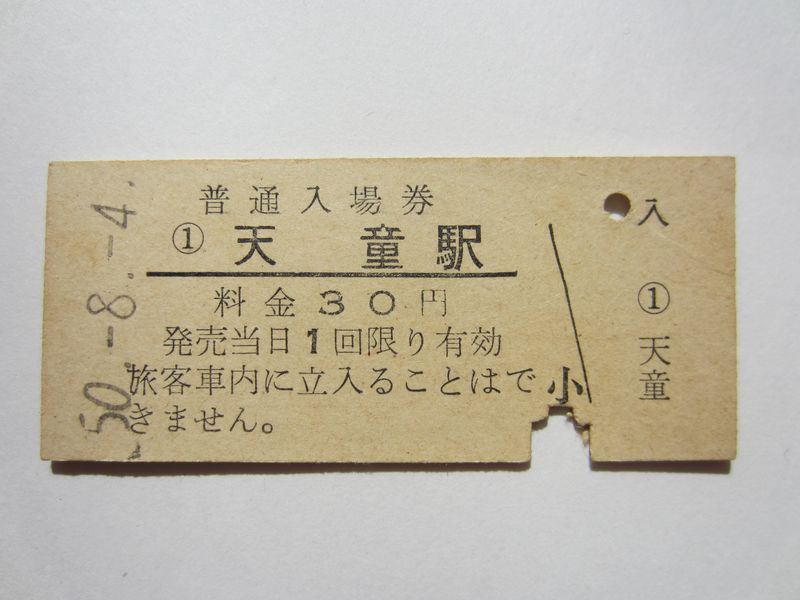 普通入場券
① 天童駅
料金30円
発売当日1回限り有効
旅客車内に立入ることはで
きません。
小
入
①
天童
50.-8.-4.